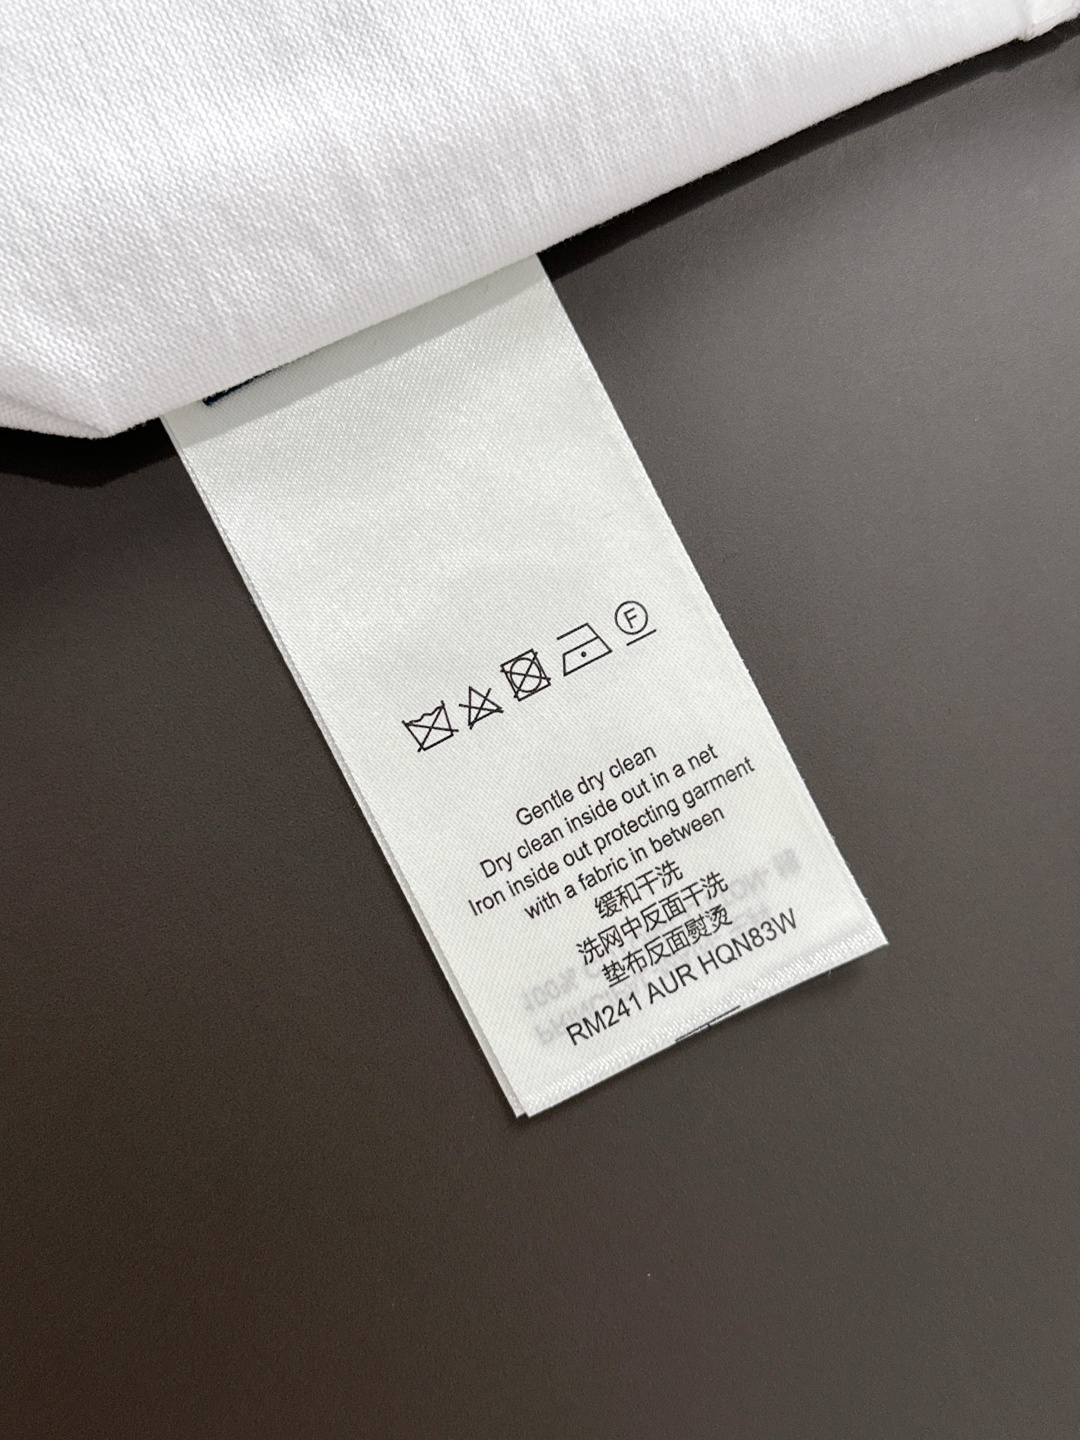 F
Gentle dry clean
Dry clean inside out in a net
Iron inside out protecting garment
with a fabric in between
缓和干洗
洗网中反面干洗
垫布反面熨烫
RM241 AUR HQN83W